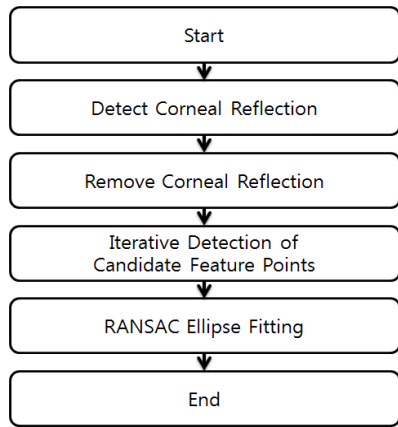 Start
Detect Corneal Reflection
Remove Corneal Reflection
Iterative Detection of
Candidate Feature Points
RANSAC Ellipse Fitting
End